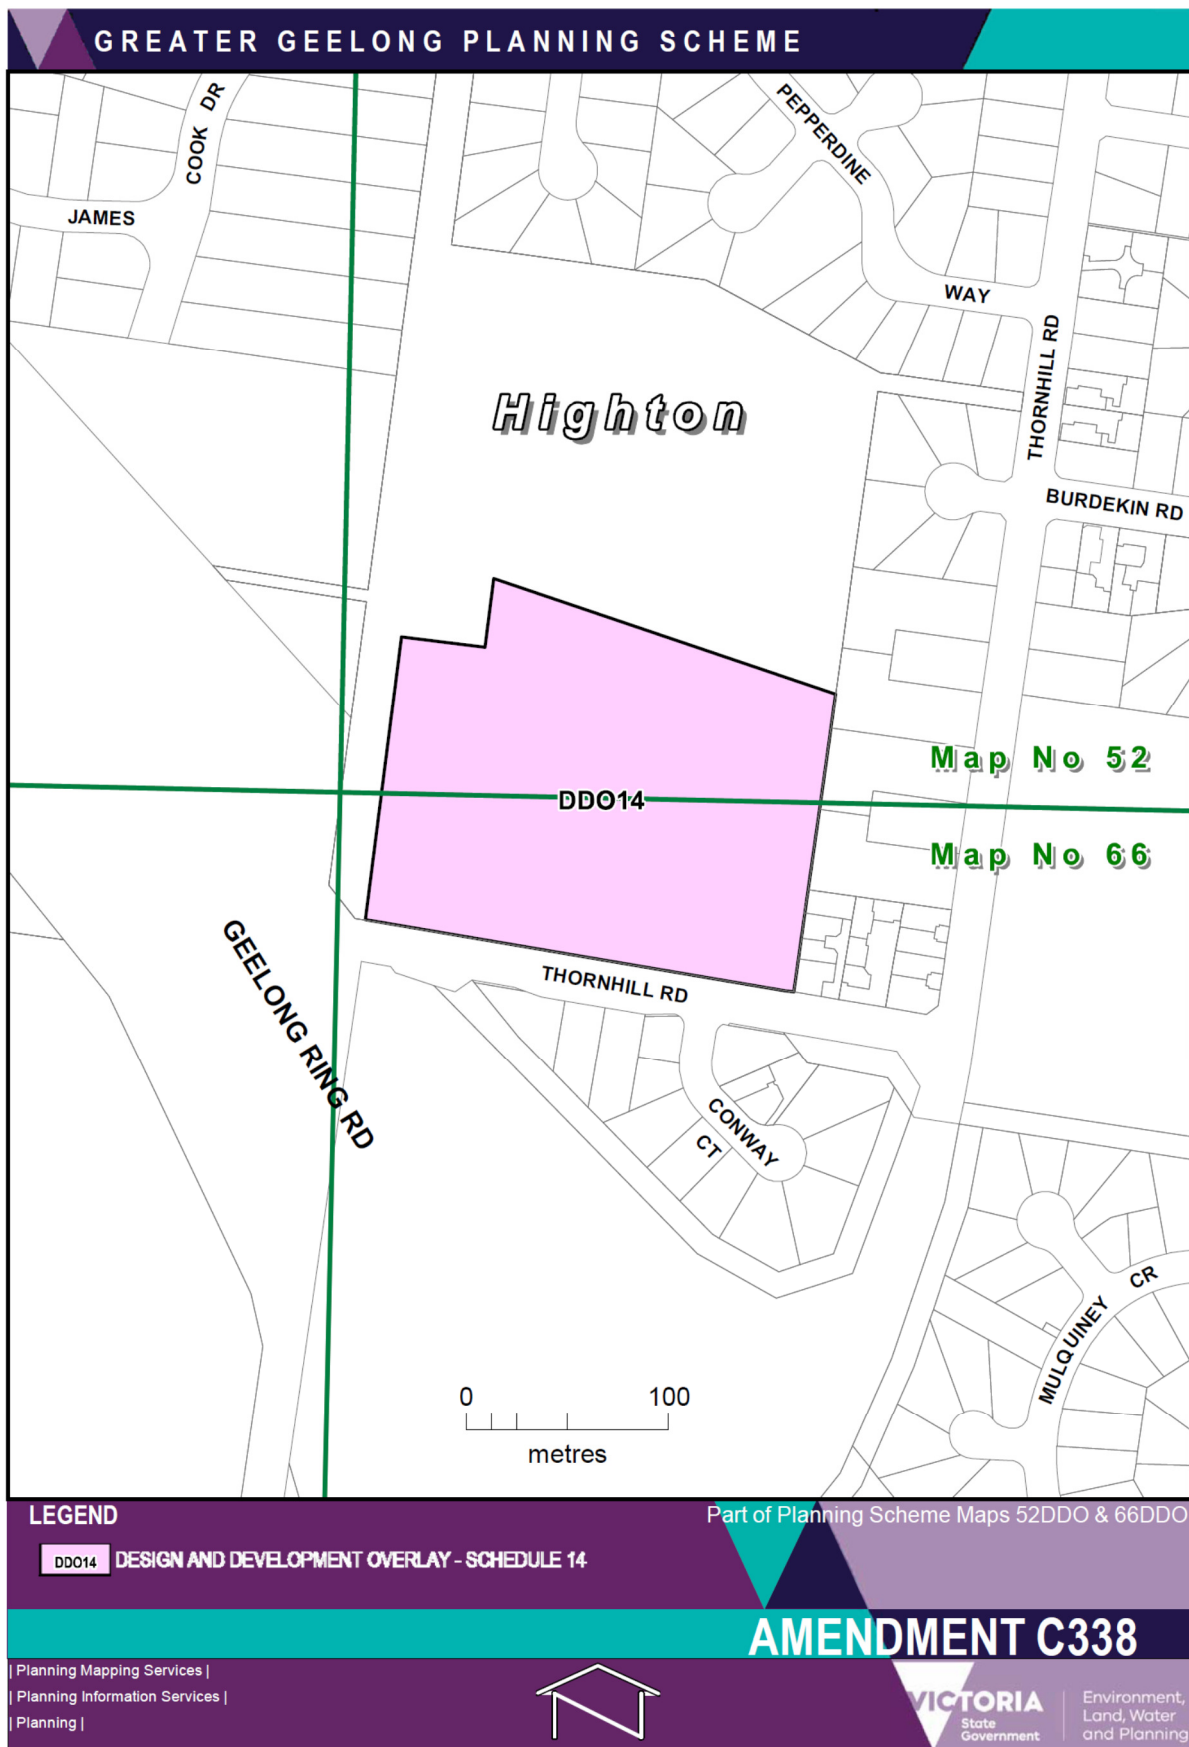 GREATER GEELONG PLANNING SCHEME
COOK DR
JAMES
PEPPERDINE
WAY
THORNHILL RD
Highton
BURDEKIN RD
Map No 52
DDO14
Map No 66
GEELONG RING RD
THORNHILL RD
CONWAY
CT
MULQUINEY CR
0 100
metres
LEGEND
Part of Planning Scheme Maps 52DDO & 66DDO
DDO14 DESIGN AND DEVELOPMENT OVERLAY - SCHEDULE 14
AMENDMENT C338
| Planning Mapping Services |
| Planning Information Services |
| Planning |
VICTORIA
State
Government
Environment,
Land, Water
and Planning